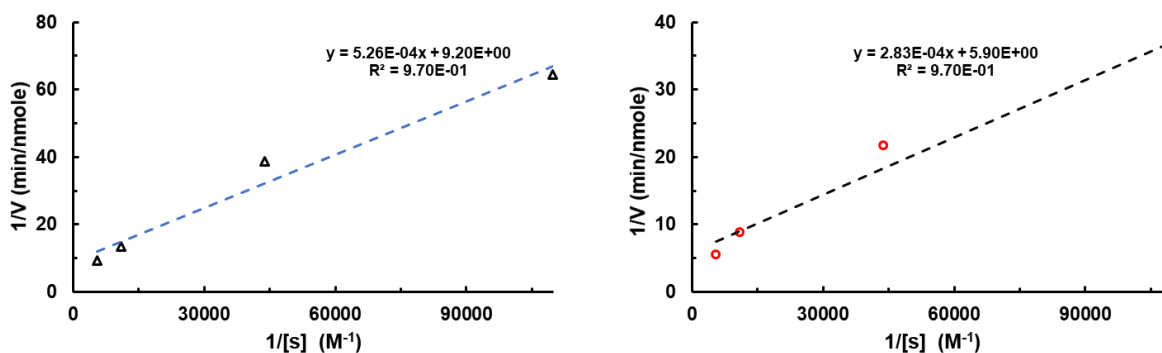 80
60
40
20
0
1/V (min/nmole)
y = 5.26E-04x + 9.20E+00
R² = 9.70E-01
0 30000 60000 90000
1/[s] (M⁻¹)
40
30
20
10
0
1/V (min/nmole)
y = 2.83E-04x + 5.90E+00
R² = 9.70E-01
0 30000 60000 90000
1/[s] (M⁻¹)